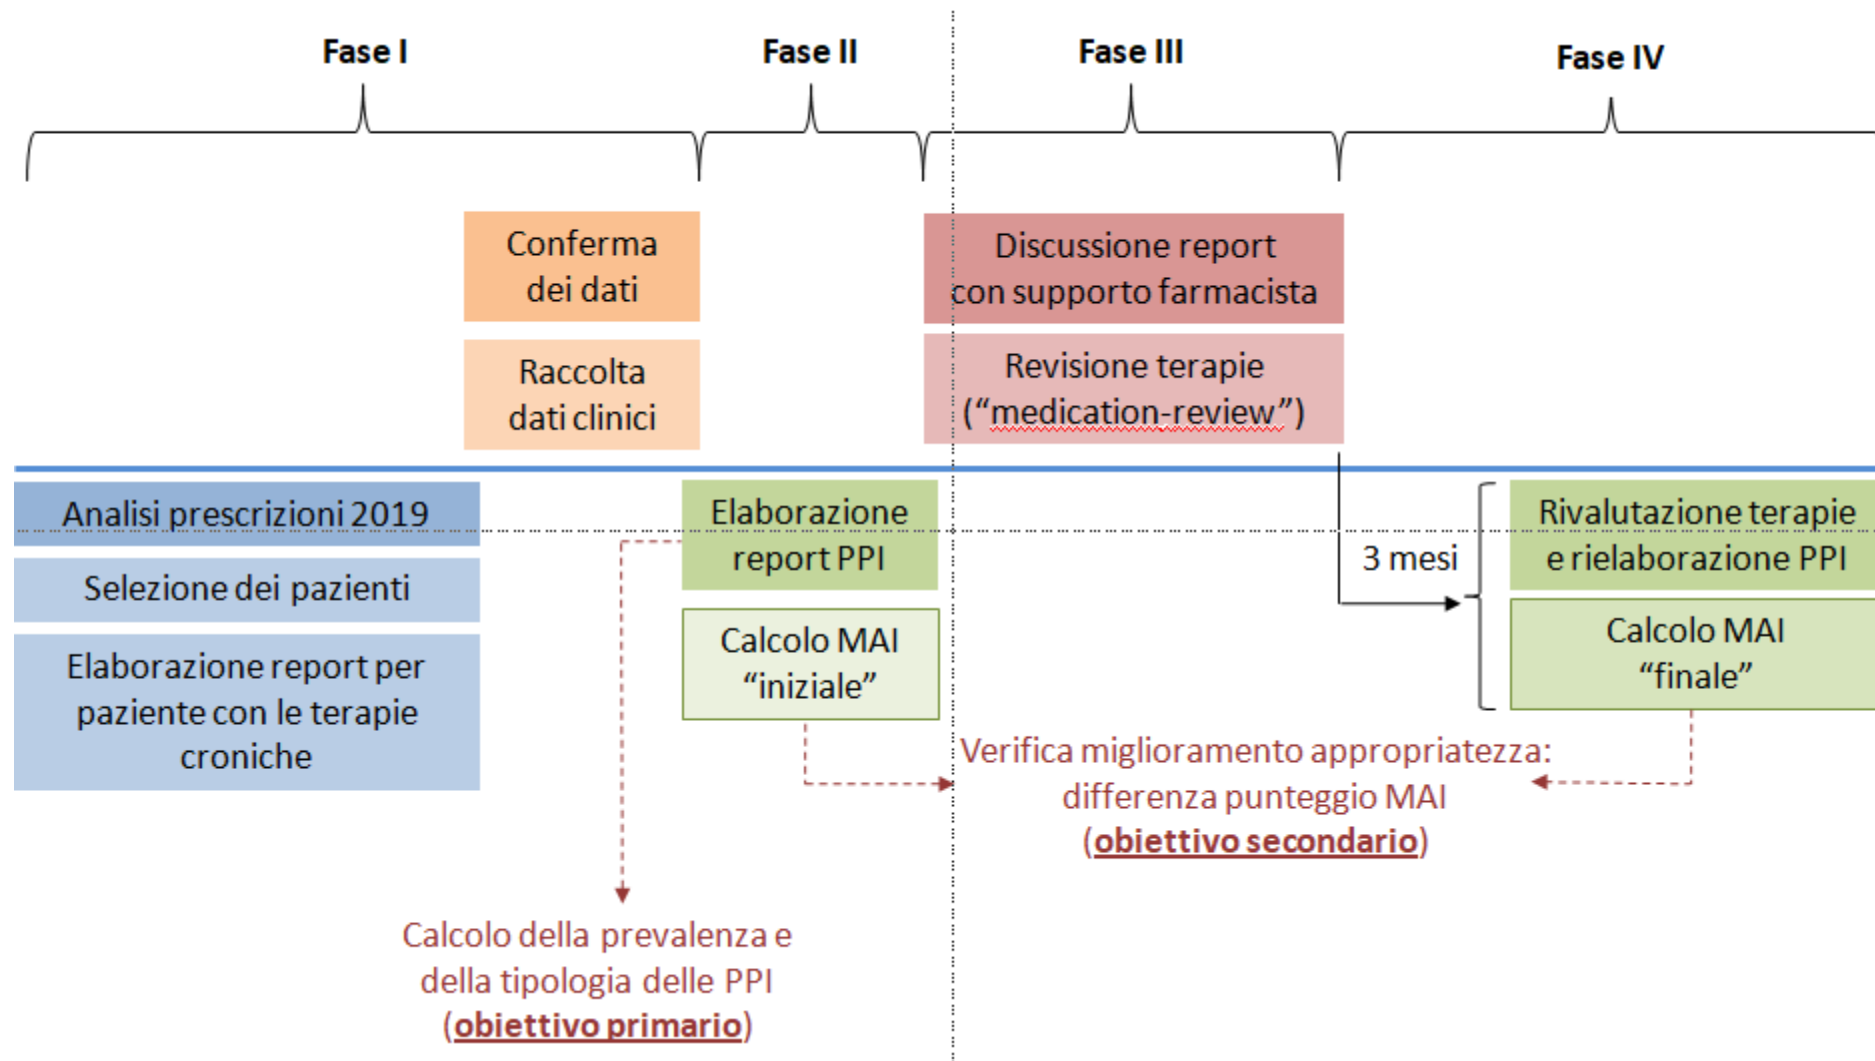 Fase I
Fase II
Fase III
Fase IV
Conferma
dei dati
Discussione report
con supporto farmacista
Raccolta
dati clinici
Revisione terapie
(“medication-review”)
Analisi prescrizioni 2019
Selezione dei pazienti
Elaborazione report per
paziente con le terapie
croniche
Elaborazione
report PPI
Calcolo MAI
“iniziale”
3 mesi
Rivalutazione terapie
e rielaborazione PPI
Calcolo MAI
“finale”
Verifica miglioramento appropriatezza:
differenza punteggio MAI
(obiettivo secondario)
Calcolo della prevalenza e
della tipologia delle PPI
(obiettivo primario)